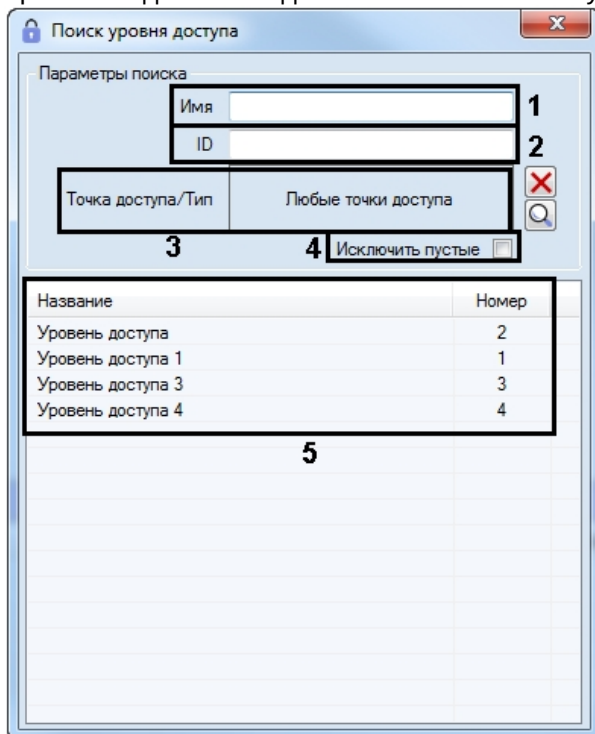 Поиск уровня доступа
Параметры поиска
Имя 1
ID 2
Точка доступа/Тип Любые точки доступа
3 4 Исключить пустые
Название Номер
Уровень доступа 2
Уровень доступа 1 1
Уровень доступа 3 3
Уровень доступа 4 4
5